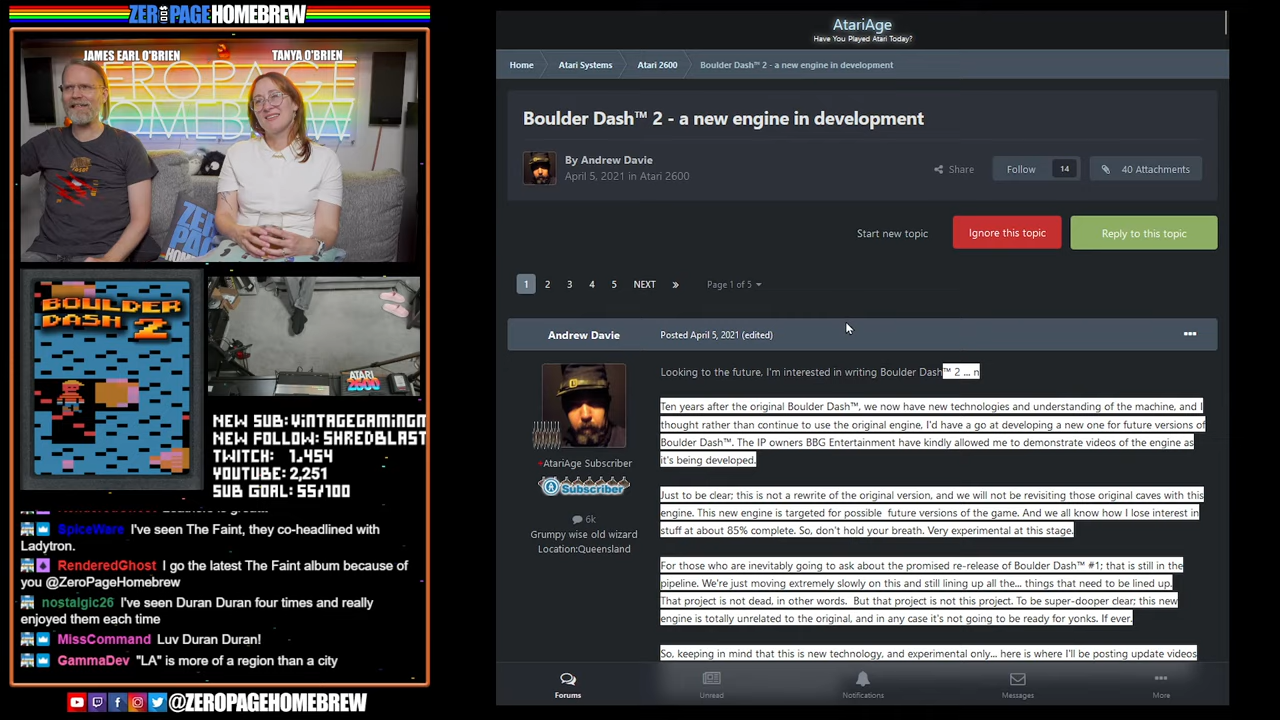 ZERO PAGE HOMEBREW
JAMES EARL O'BRIEN
TANYA O'BRIEN
ZEROPAGE
HOMEBREW
BOULDER
DASH 2
ATARI
2600
NEW SUB: VINTAGEGAMINGM
NEW FOLLOW: SHREDBLAST
TWITCH: 1,454
YOUTUBE: 2,251
SUB GOAL: 55/100
SpiceWare I've seen The Faint, they co-headlined with
Ladytron.
RenderedGhost I go the latest The Faint album because of
you @ZeroPageHomebrew
nostalgic26 I've seen Duran Duran four times and really
enjoyed them each time
MissCommand Luv Duran Duran!
GammaDev "LA" is more of a region than a city
@ZEROPAGEHOMEBREW
AtariAge
Have You Played Atari Today?
Home
Atari Systems
Atari 2600
Boulder Dash™ 2 - a new engine in development
Boulder Dash™ 2 - a new engine in development
By Andrew Davie
April 5, 2021 in Atari 2600
Share
Follow 14
40 Attachments
Start new topic
Ignore this topic
Reply to this topic
1 2 3 4 5 NEXT » Page 1 of 5
Andrew Davie
Posted April 5, 2021 (edited)
+AtariAge Subscriber
Subscriber
6k
Grumpy wise old wizard
Location:Queensland
Looking to the future, I'm interested in writing Boulder Dash™ 2 ... n
Ten years after the original Boulder Dash™, we now have new technologies and understanding of the machine, and I
thought rather than continue to use the original engine, I'd have a go at developing a new one for future versions of
Boulder Dash™. The IP owners BBG Entertainment have kindly allowed me to demonstrate videos of the engine as
it's being developed.
Just to be clear; this is not a rewrite of the original version, and we will not be revisiting those original caves with this
engine. This new engine is targeted for possible future versions of the game. And we all know how I lose interest in
stuff at about 85% complete. So, don't hold your breath. Very experimental at this stage.
For those who are inevitably going to ask about the promised re-release of Boulder Dash™ #1; that is still in the
pipeline. We're just moving extremely slowly on this and still lining up all the... things that need to be lined up.
That project is not dead, in other words. But that project is not this project. To be super-dooper clear; this new
engine is totally unrelated to the original, and in any case it's not going to be ready for yonks. If ever.
So, keeping in mind that this is new technology, and experimental only... here is where I'll be posting update videos
Forums
Unread
Notifications
Messages
More